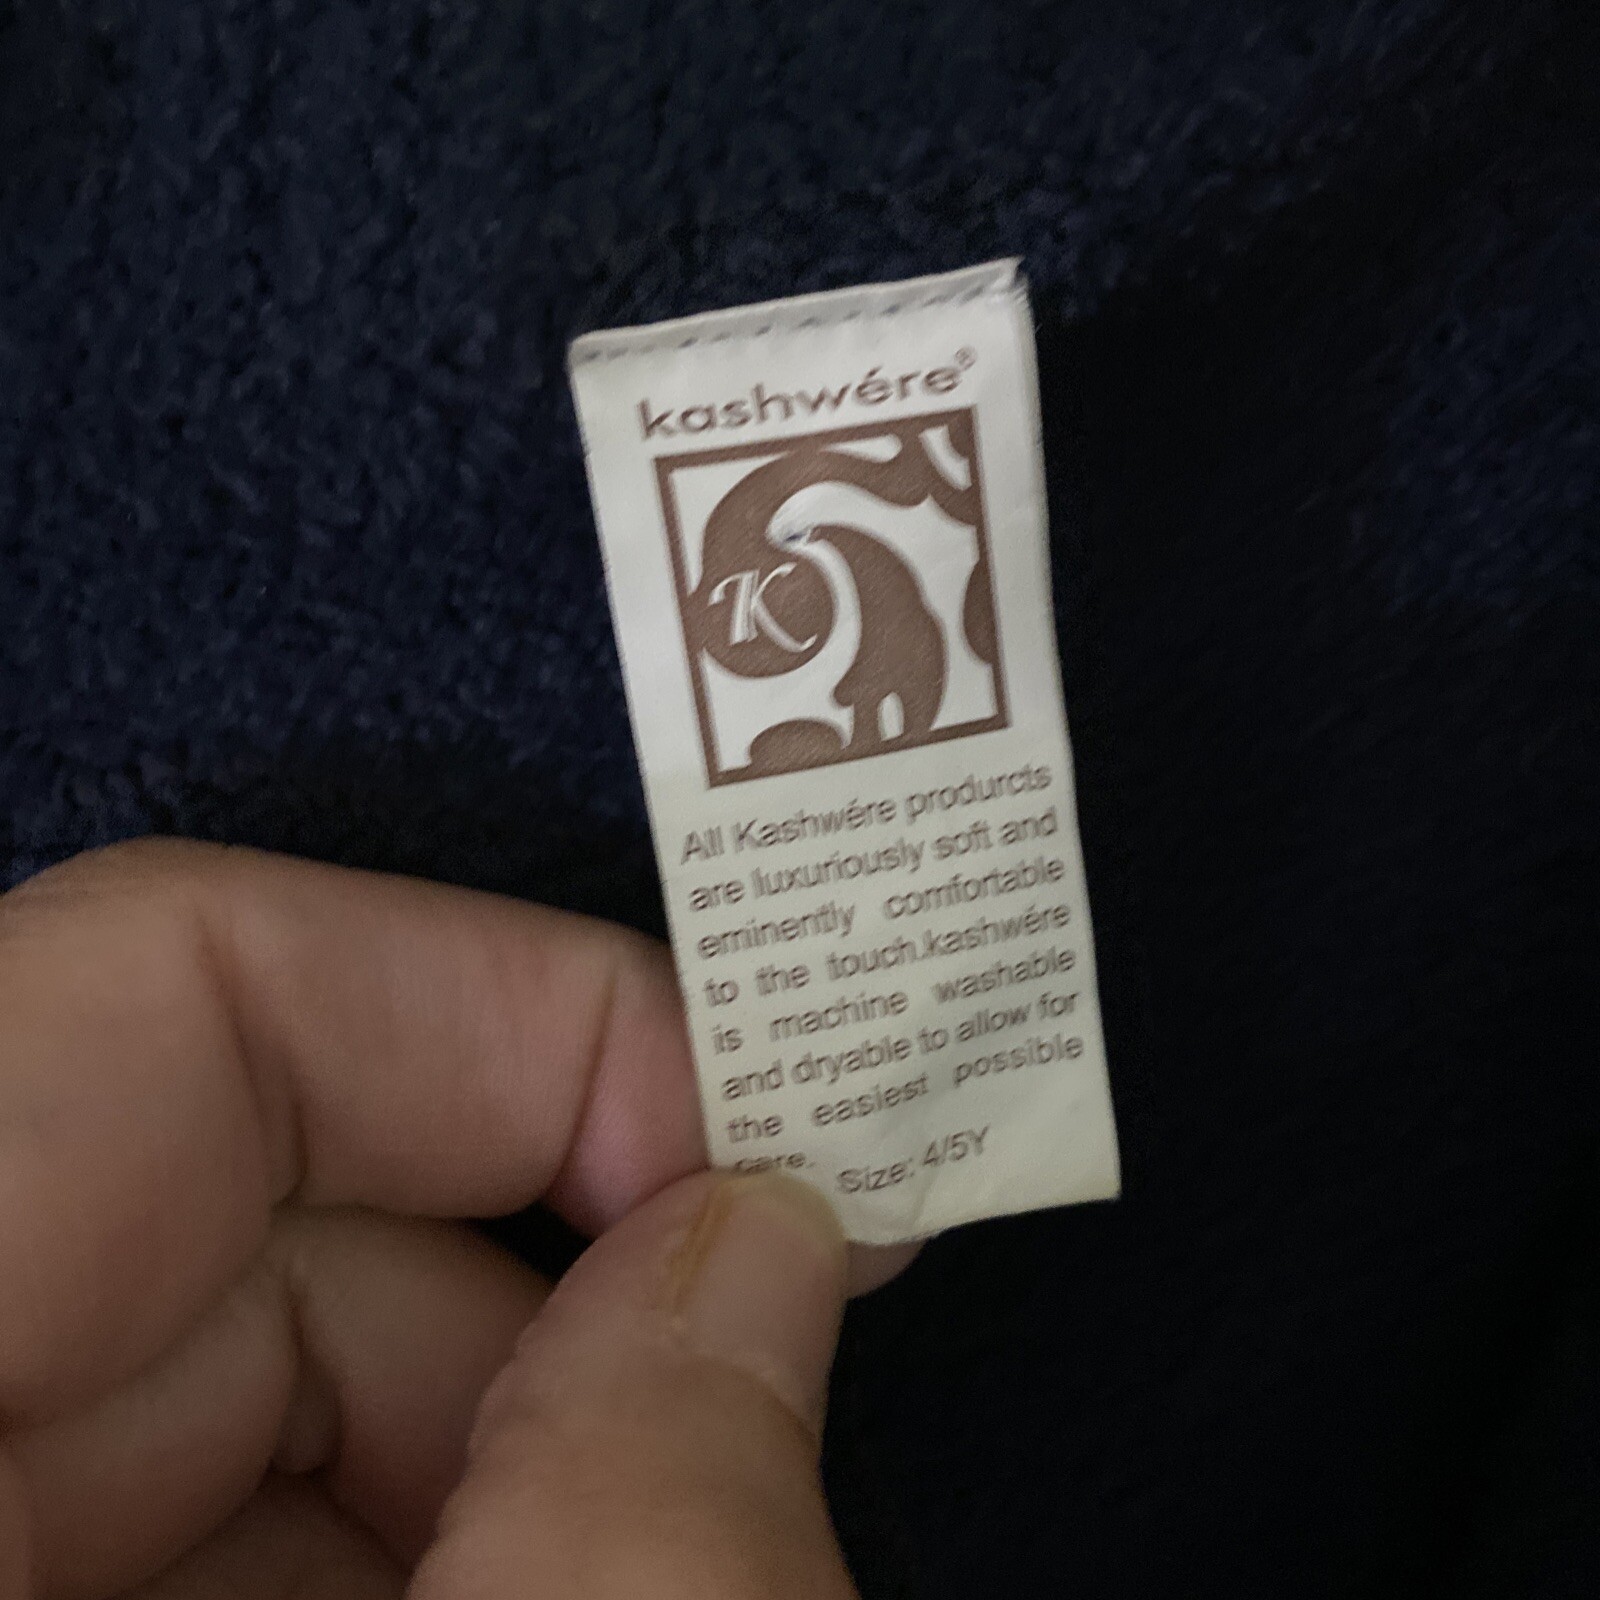 kashwére®
K
All Kashwére produrcts
are luxuriously soft and
eminently comfortable
to the touch.kashwére
is machine washable
and dryable to allow for
the easiest possible
care.
Size: 4/5Y